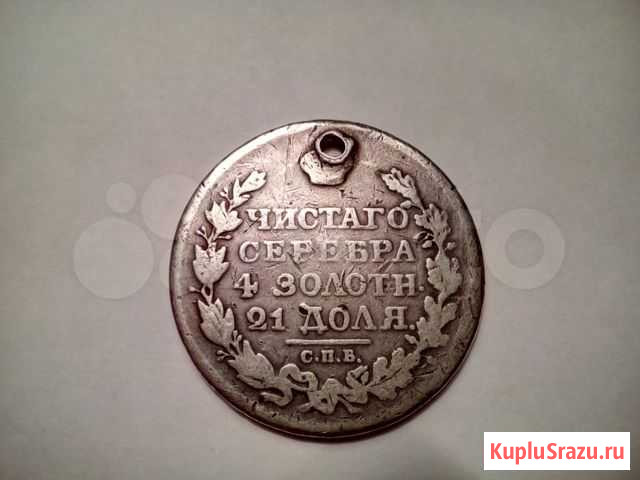 ЧИСТАГО
СЕРЕБРА
4 ЗОЛОТН.
21 ДОЛЯ.
С.П.Б.
KupluSrazu.ru